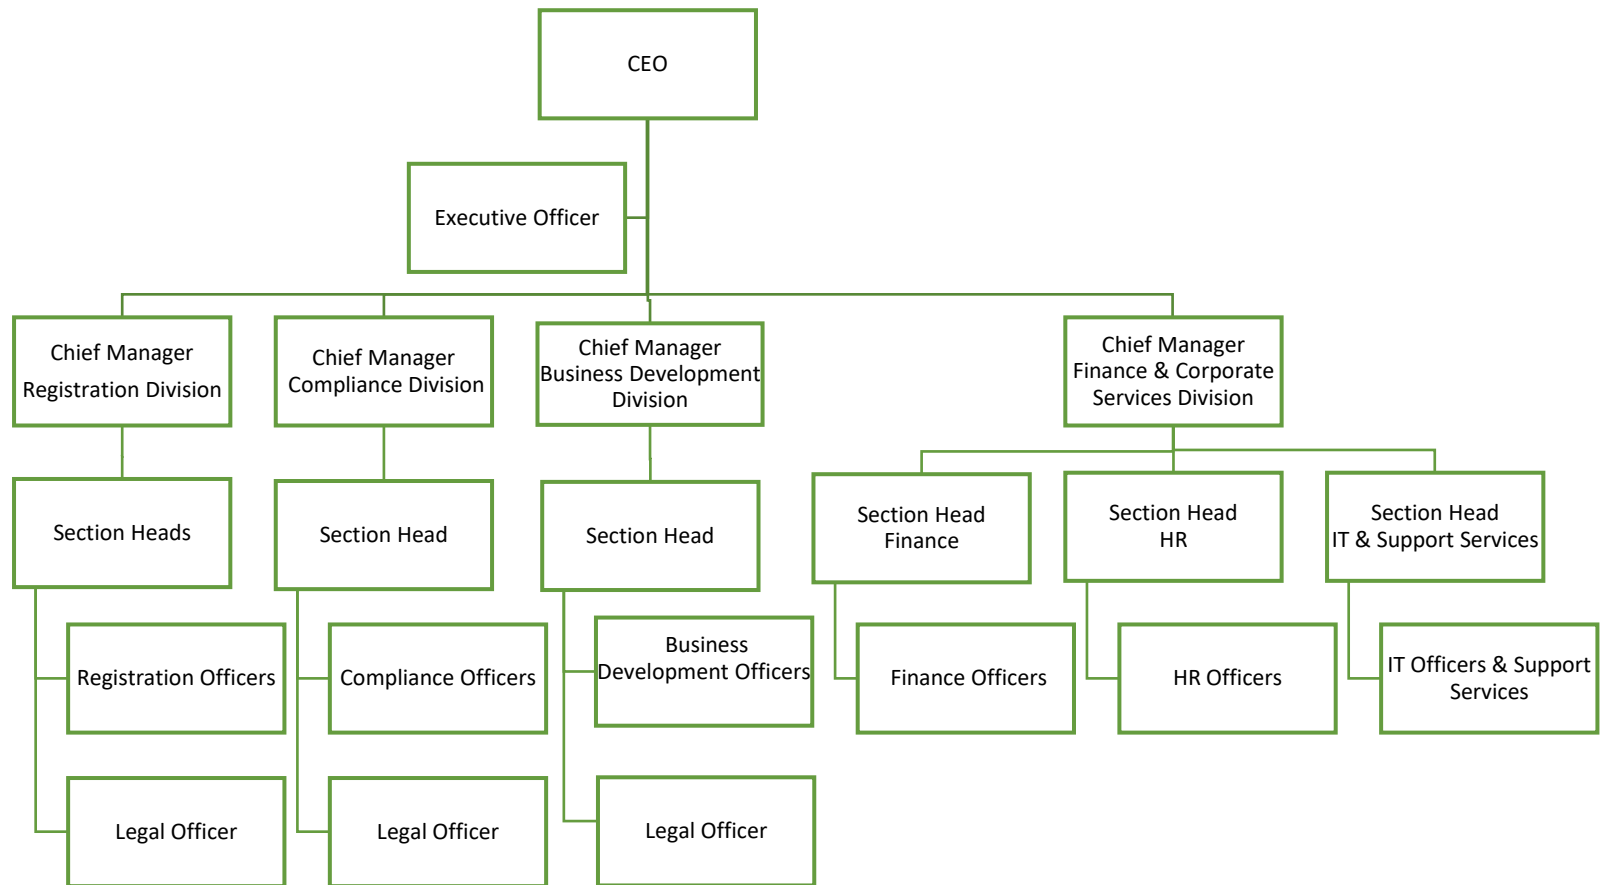 CEO
Executive Officer
Chief Manager
Registration Division
Chief Manager
Compliance Division
Chief Manager
Business Development
Division
Chief Manager
Finance & Corporate
Services Division
Section Heads
Section Head
Section Head
Section Head
Finance
Section Head
HR
Section Head
IT & Support Services
Registration Officers
Compliance Officers
Business
Development Officers
Finance Officers
HR Officers
IT Officers & Support
Services
Legal Officer
Legal Officer
Legal Officer